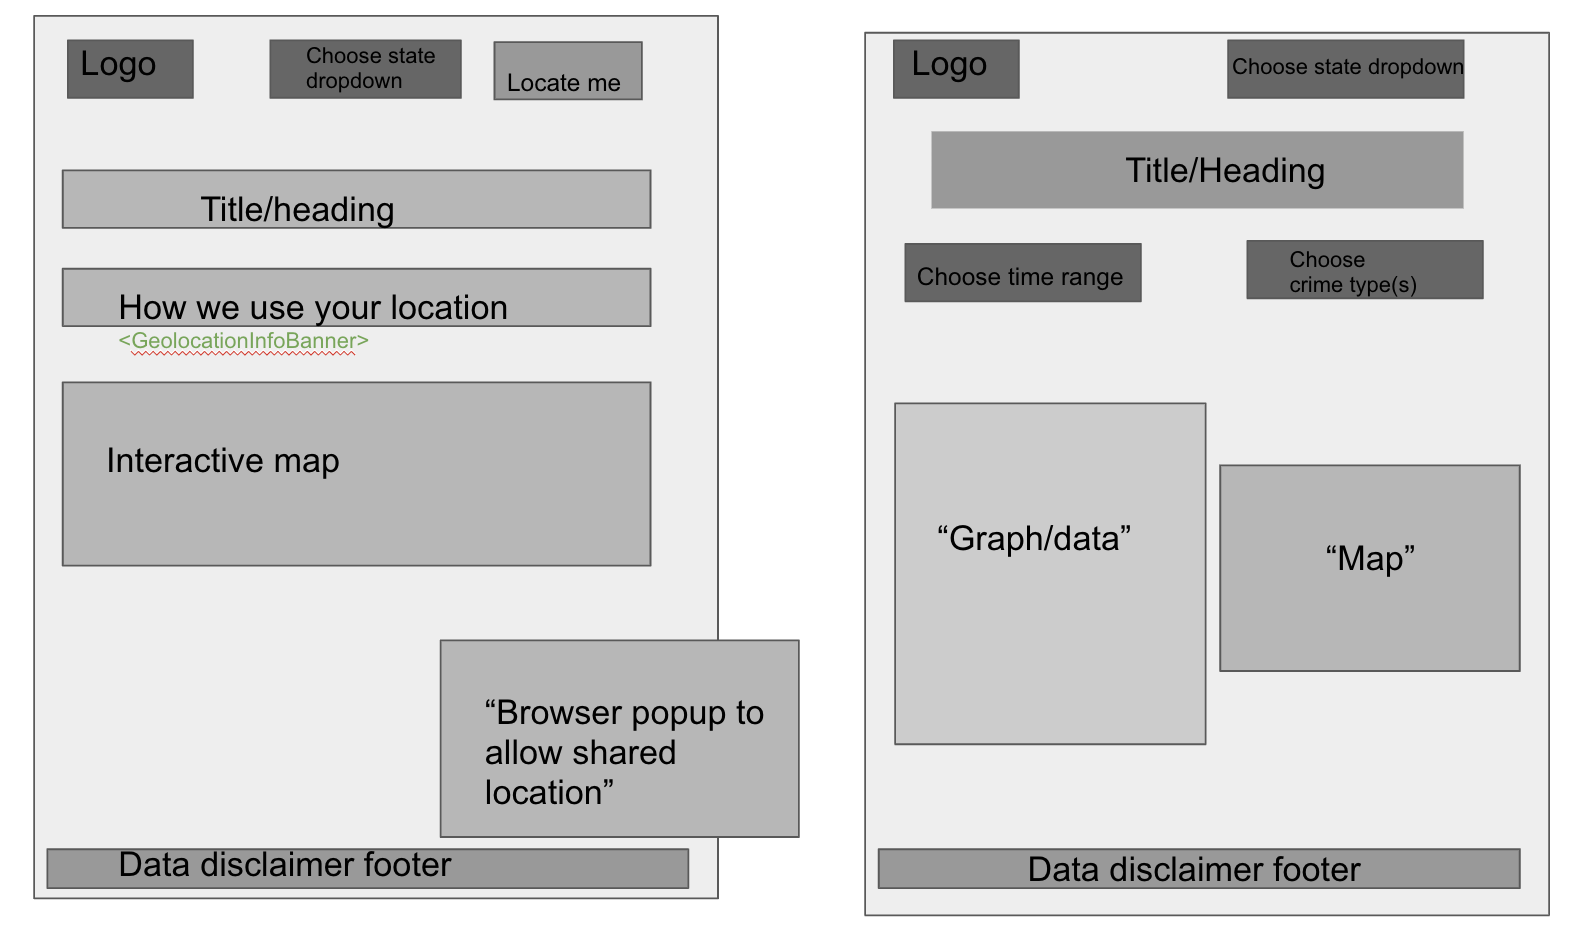 Logo
Choose state
dropdown
Locate me
Title/heading
How we use your location
<GeolocationInfoBanner>
Interactive map
“Browser popup to
allow shared
location”
Data disclaimer footer
Logo
Choose state dropdown
Title/Heading
Choose time range
Choose
crime type(s)
“Graph/data”
“Map”
Data disclaimer footer